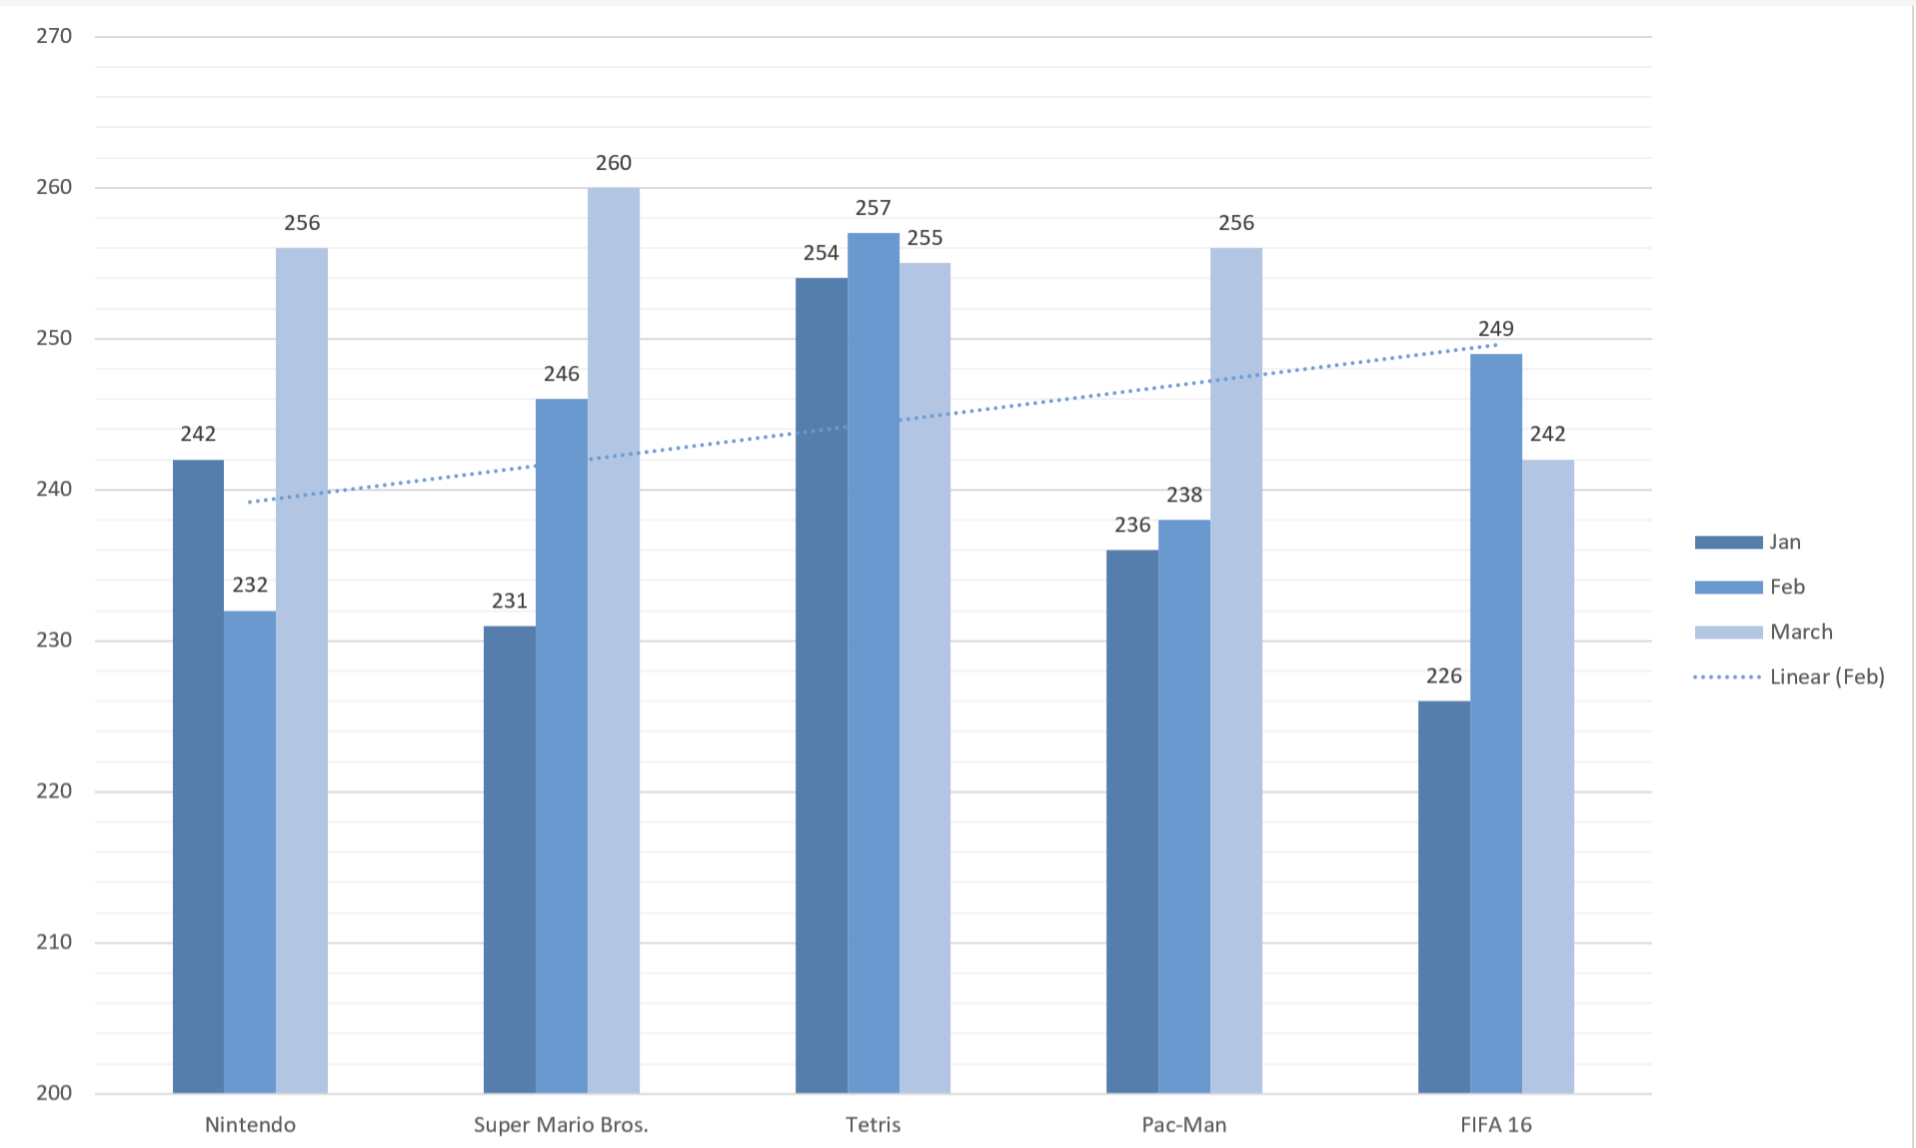 270
260
250
240
230
220
210
200
242
232
256
231
246
260
254
257
255
236
238
256
226
249
242
Nintendo
Super Mario Bros.
Tetris
Pac-Man
FIFA 16
Jan
Feb
March
Linear (Feb)